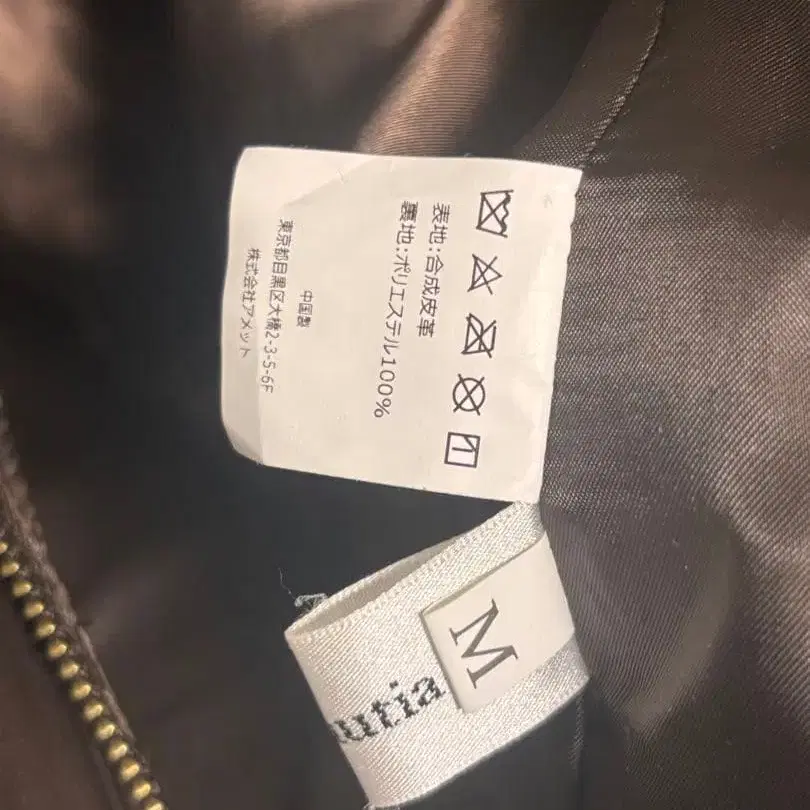 表地:合成皮革
裏地:ポリエステル100%
中国製
東京都目黒区大橋2-3-5-6F
株式会社アメット
M
utia